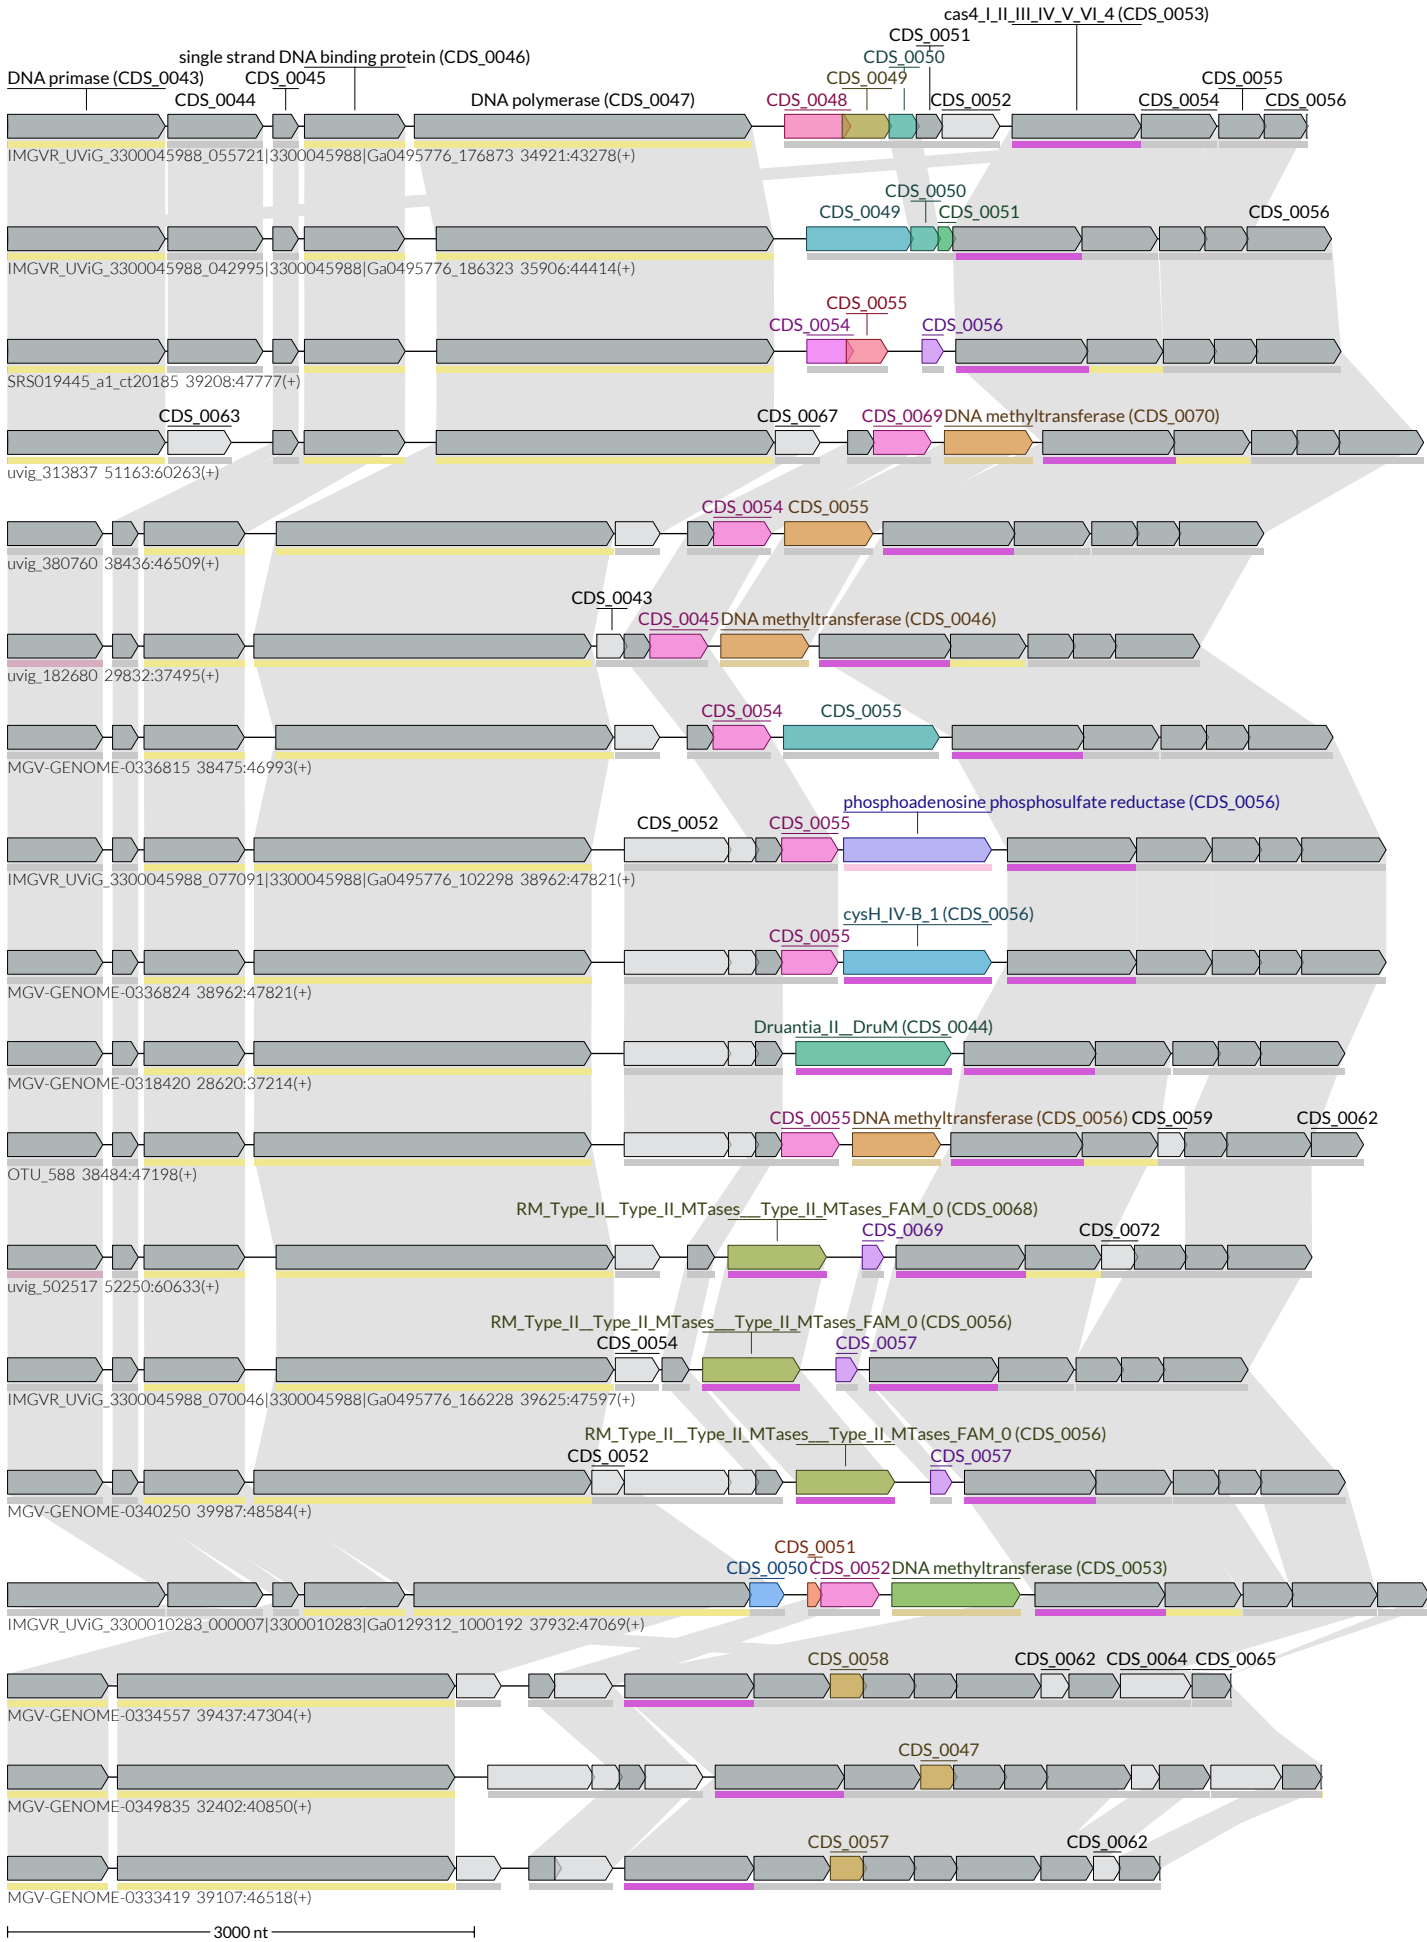 cas4_I_II_III_IV_V_VI_4 (CDS_0053)
CDS_0051
single strand DNA binding protein (CDS_0046) CDS_0050
DNA primase (CDS_0043) CDS_0045 CDS_0049 CDS_0055
CDS_0044 DNA polymerase (CDS_0047) CDS_0048 CDS_0052 CDS_0054 CDS_0056
IMGVR_UViG_3300045988_055721|3300045988|Ga0495776_176873 34921:43278(+)
CDS_0050
CDS_0049 CDS_0051 CDS_0056
IMGVR_UViG_3300045988_042995|3300045988|Ga0495776_186323 35906:44414(+)
CDS_0055
CDS_0054 CDS_0056
SRS019445_a1_ct20185 39208:47777(+)
CDS_0063 CDS_0067 CDS_0069 DNA methyltransferase (CDS_0070)
uvig_313837 51163:60263(+)
CDS_0054 CDS_0055
uvig_380760 38436:46509(+)
CDS_0043
CDS_0045 DNA methyltransferase (CDS_0046)
uvig_182680 29832:37495(+)
CDS_0054 CDS_0055
MGV-GENOME-0336815 38475:46993(+)
phosphoadenosine phosphosulfate reductase (CDS_0056)
CDS_0052 CDS_0055
IMGVR_UViG_3300045988_077091|3300045988|Ga0495776_102298 38962:47821(+)
cysH_IV-B_1 (CDS_0056)
CDS_0055
MGV-GENOME-0336824 38962:47821(+)
Druantia_II__DruM (CDS_0044)
MGV-GENOME-0318420 28620:37214(+)
CDS_0055 DNA methyltransferase (CDS_0056) CDS_0059 CDS_0062
OTU_588 38484:47198(+)
RM_Type_II__Type_II_MTases___Type_II_MTases_FAM_0 (CDS_0068)
CDS_0069 CDS_0072
uvig_502517 52250:60633(+)
RM_Type_II__Type_II_MTases___Type_II_MTases_FAM_0 (CDS_0056)
CDS_0054 CDS_0057
IMGVR_UViG_3300045988_070046|3300045988|Ga0495776_166228 39625:47597(+)
RM_Type_II__Type_II_MTases___Type_II_MTases_FAM_0 (CDS_0056)
CDS_0052 CDS_0057
MGV-GENOME-0340250 39987:48584(+)
CDS_0051
CDS_0050 CDS_0052 DNA methyltransferase (CDS_0053)
IMGVR_UViG_3300010283_000007|3300010283|Ga0129312_1000192 37932:47069(+)
CDS_0058 CDS_0062 CDS_0064 CDS_0065
MGV-GENOME-0334557 39437:47304(+)
CDS_0047
MGV-GENOME-0349835 32402:40850(+)
CDS_0057 CDS_0062
MGV-GENOME-0333419 39107:46518(+)
3000 nt